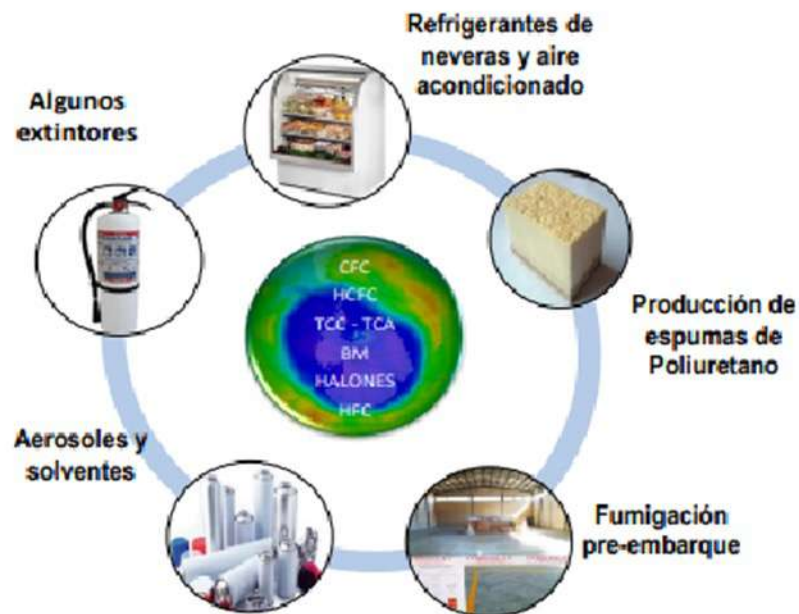 Refrigerantes de
neveras y aire
acondicionado
Algunos
extintores
CFC
HCFC
TCC - TCA
BM
HALONES
HFC
Producción de
espumas de
Poliuretano
Aerosoles y
solventes
Fumigación
pre-embarque